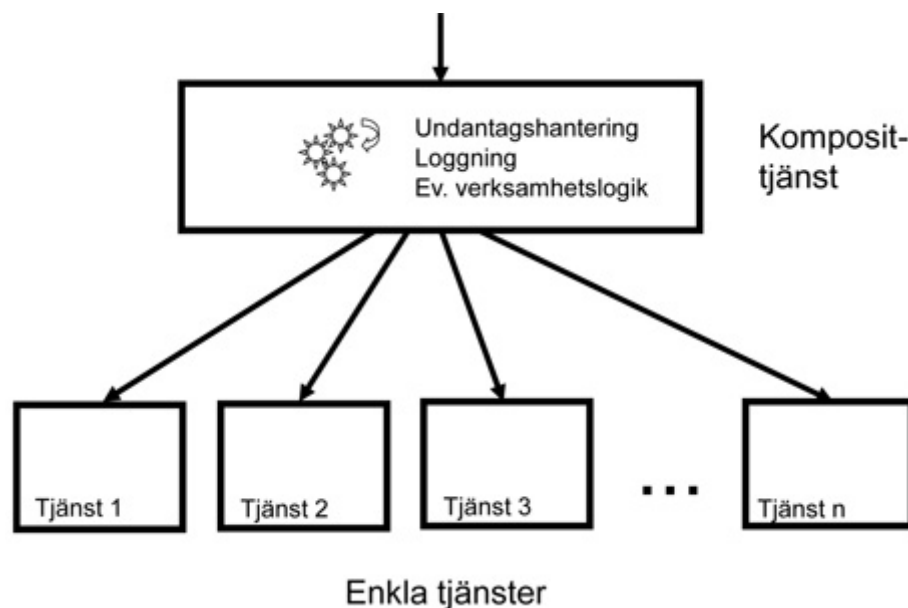 Undantagshantering
Loggning
Ev. verksamhetslogik
Komposit-
tjänst
Tjänst 1
Tjänst 2
Tjänst 3
...
Tjänst n
Enkla tjänster